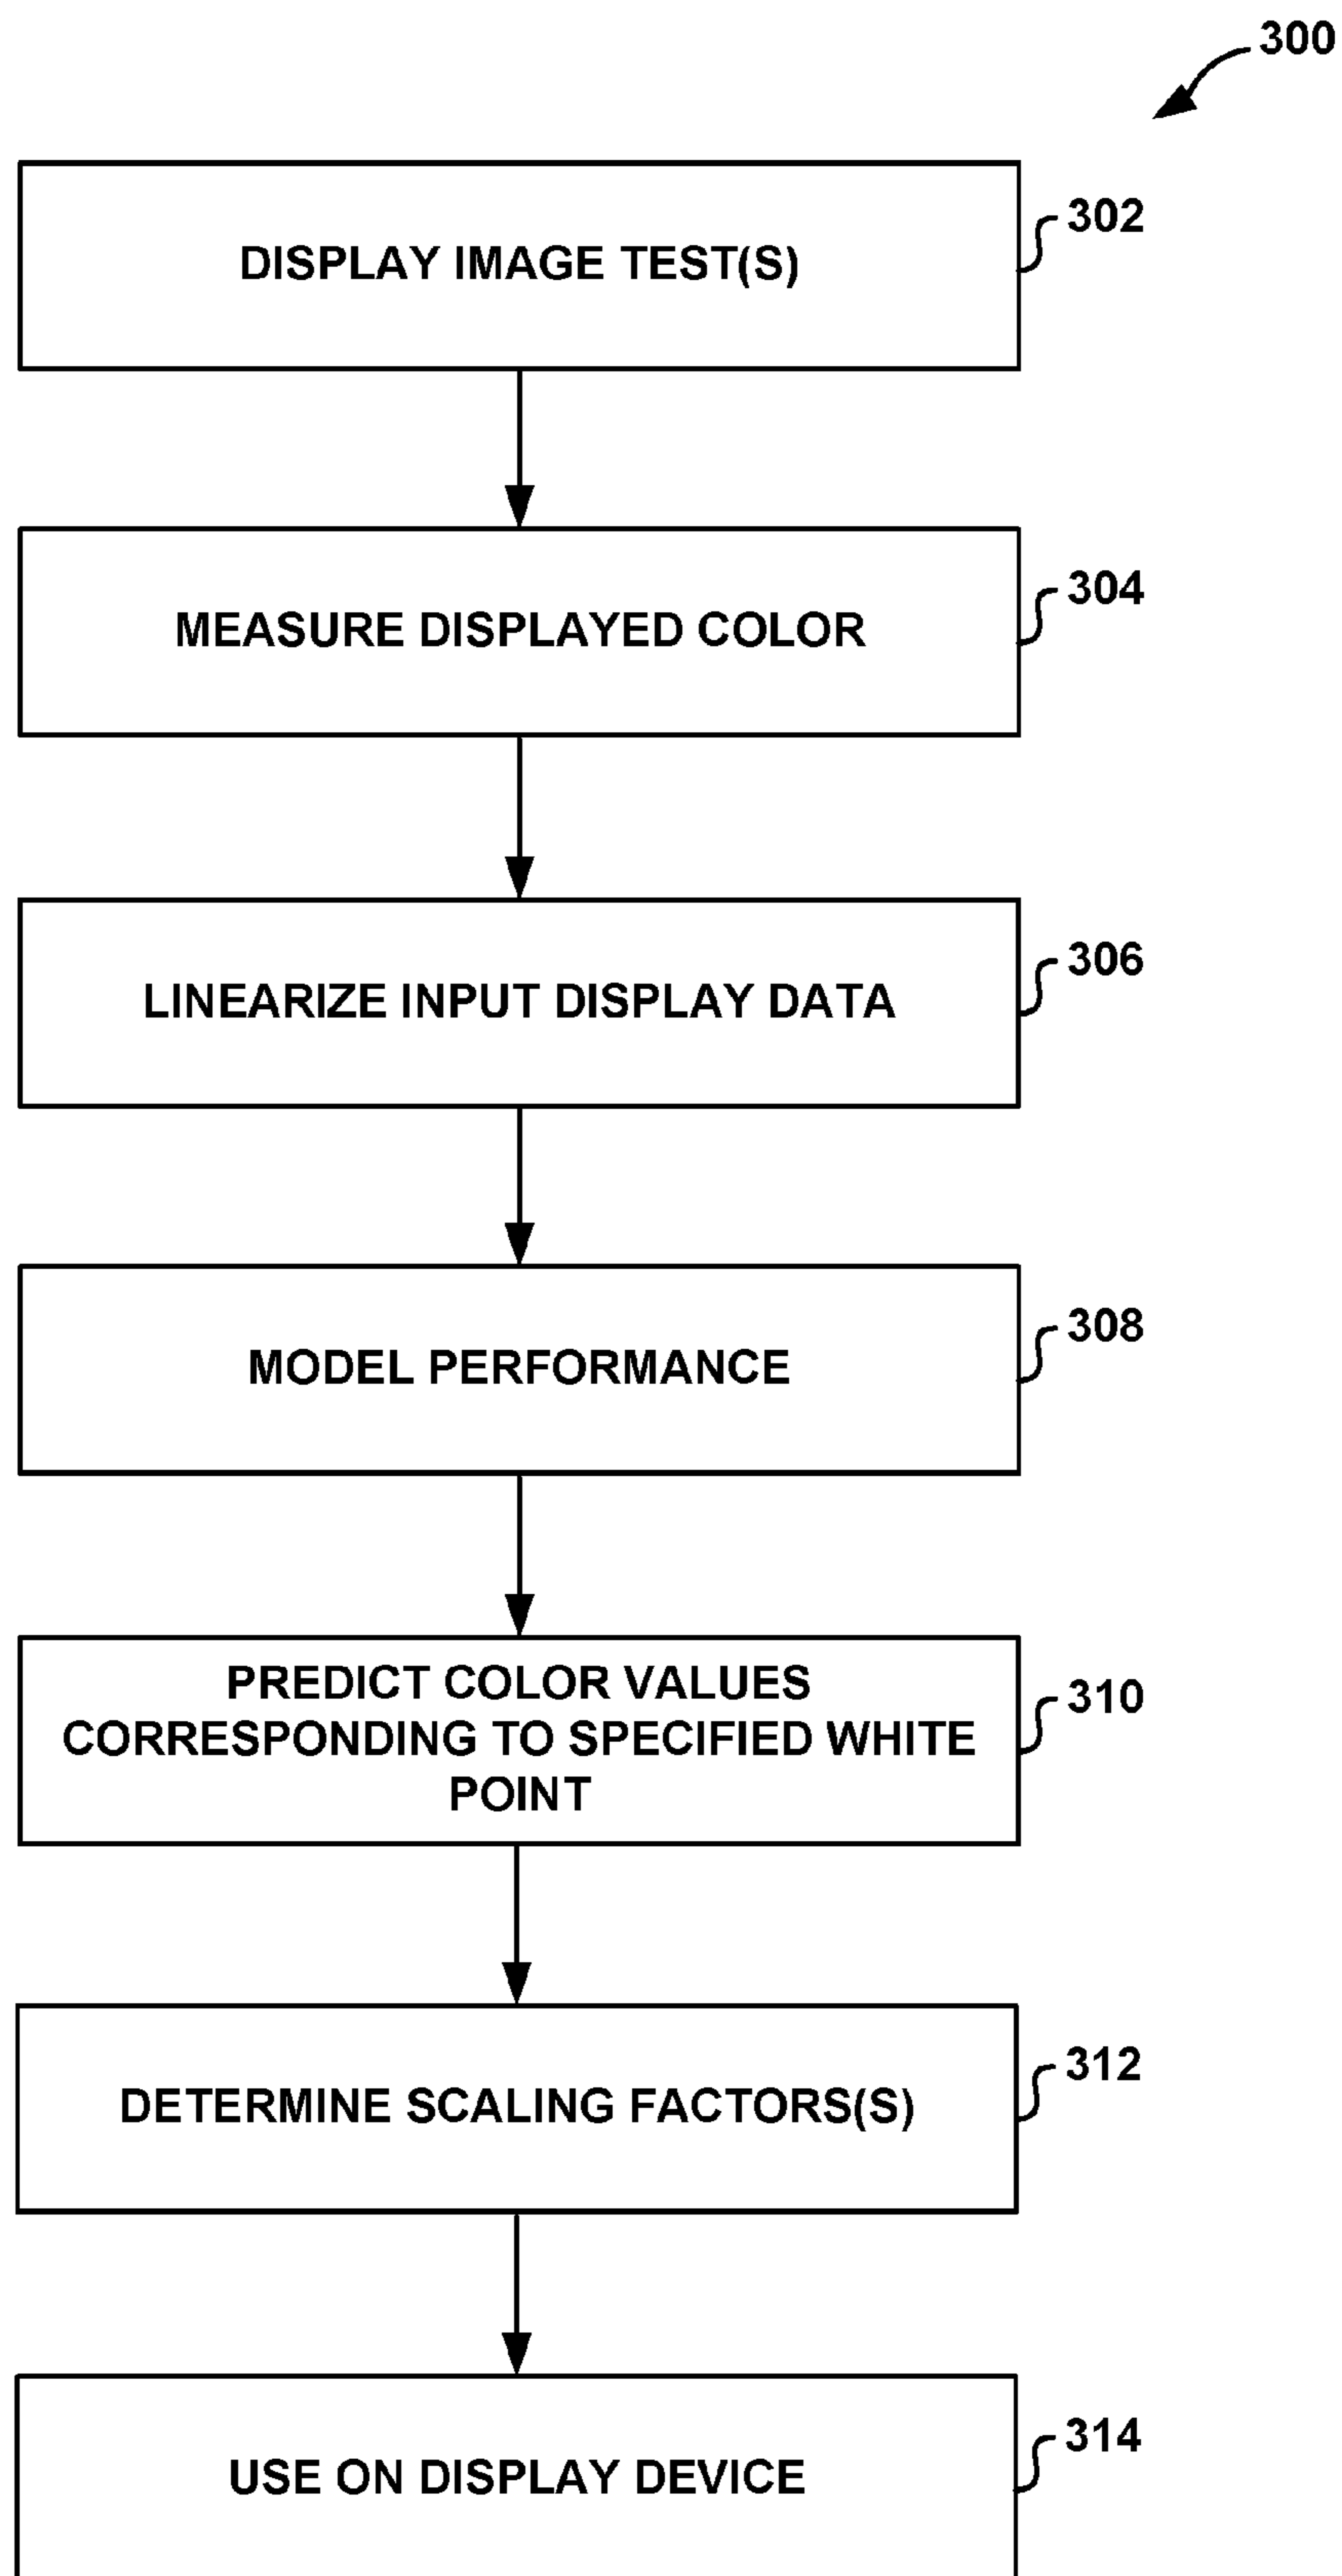 300
DISPLAY IMAGE TEST(S)
302
MEASURE DISPLAYED COLOR
304
LINEARIZE INPUT DISPLAY DATA
306
MODEL PERFORMANCE
308
PREDICT COLOR VALUES
CORRESPONDING TO SPECIFIED WHITE
POINT
310
DETERMINE SCALING FACTORS(S)
312
USE ON DISPLAY DEVICE
314